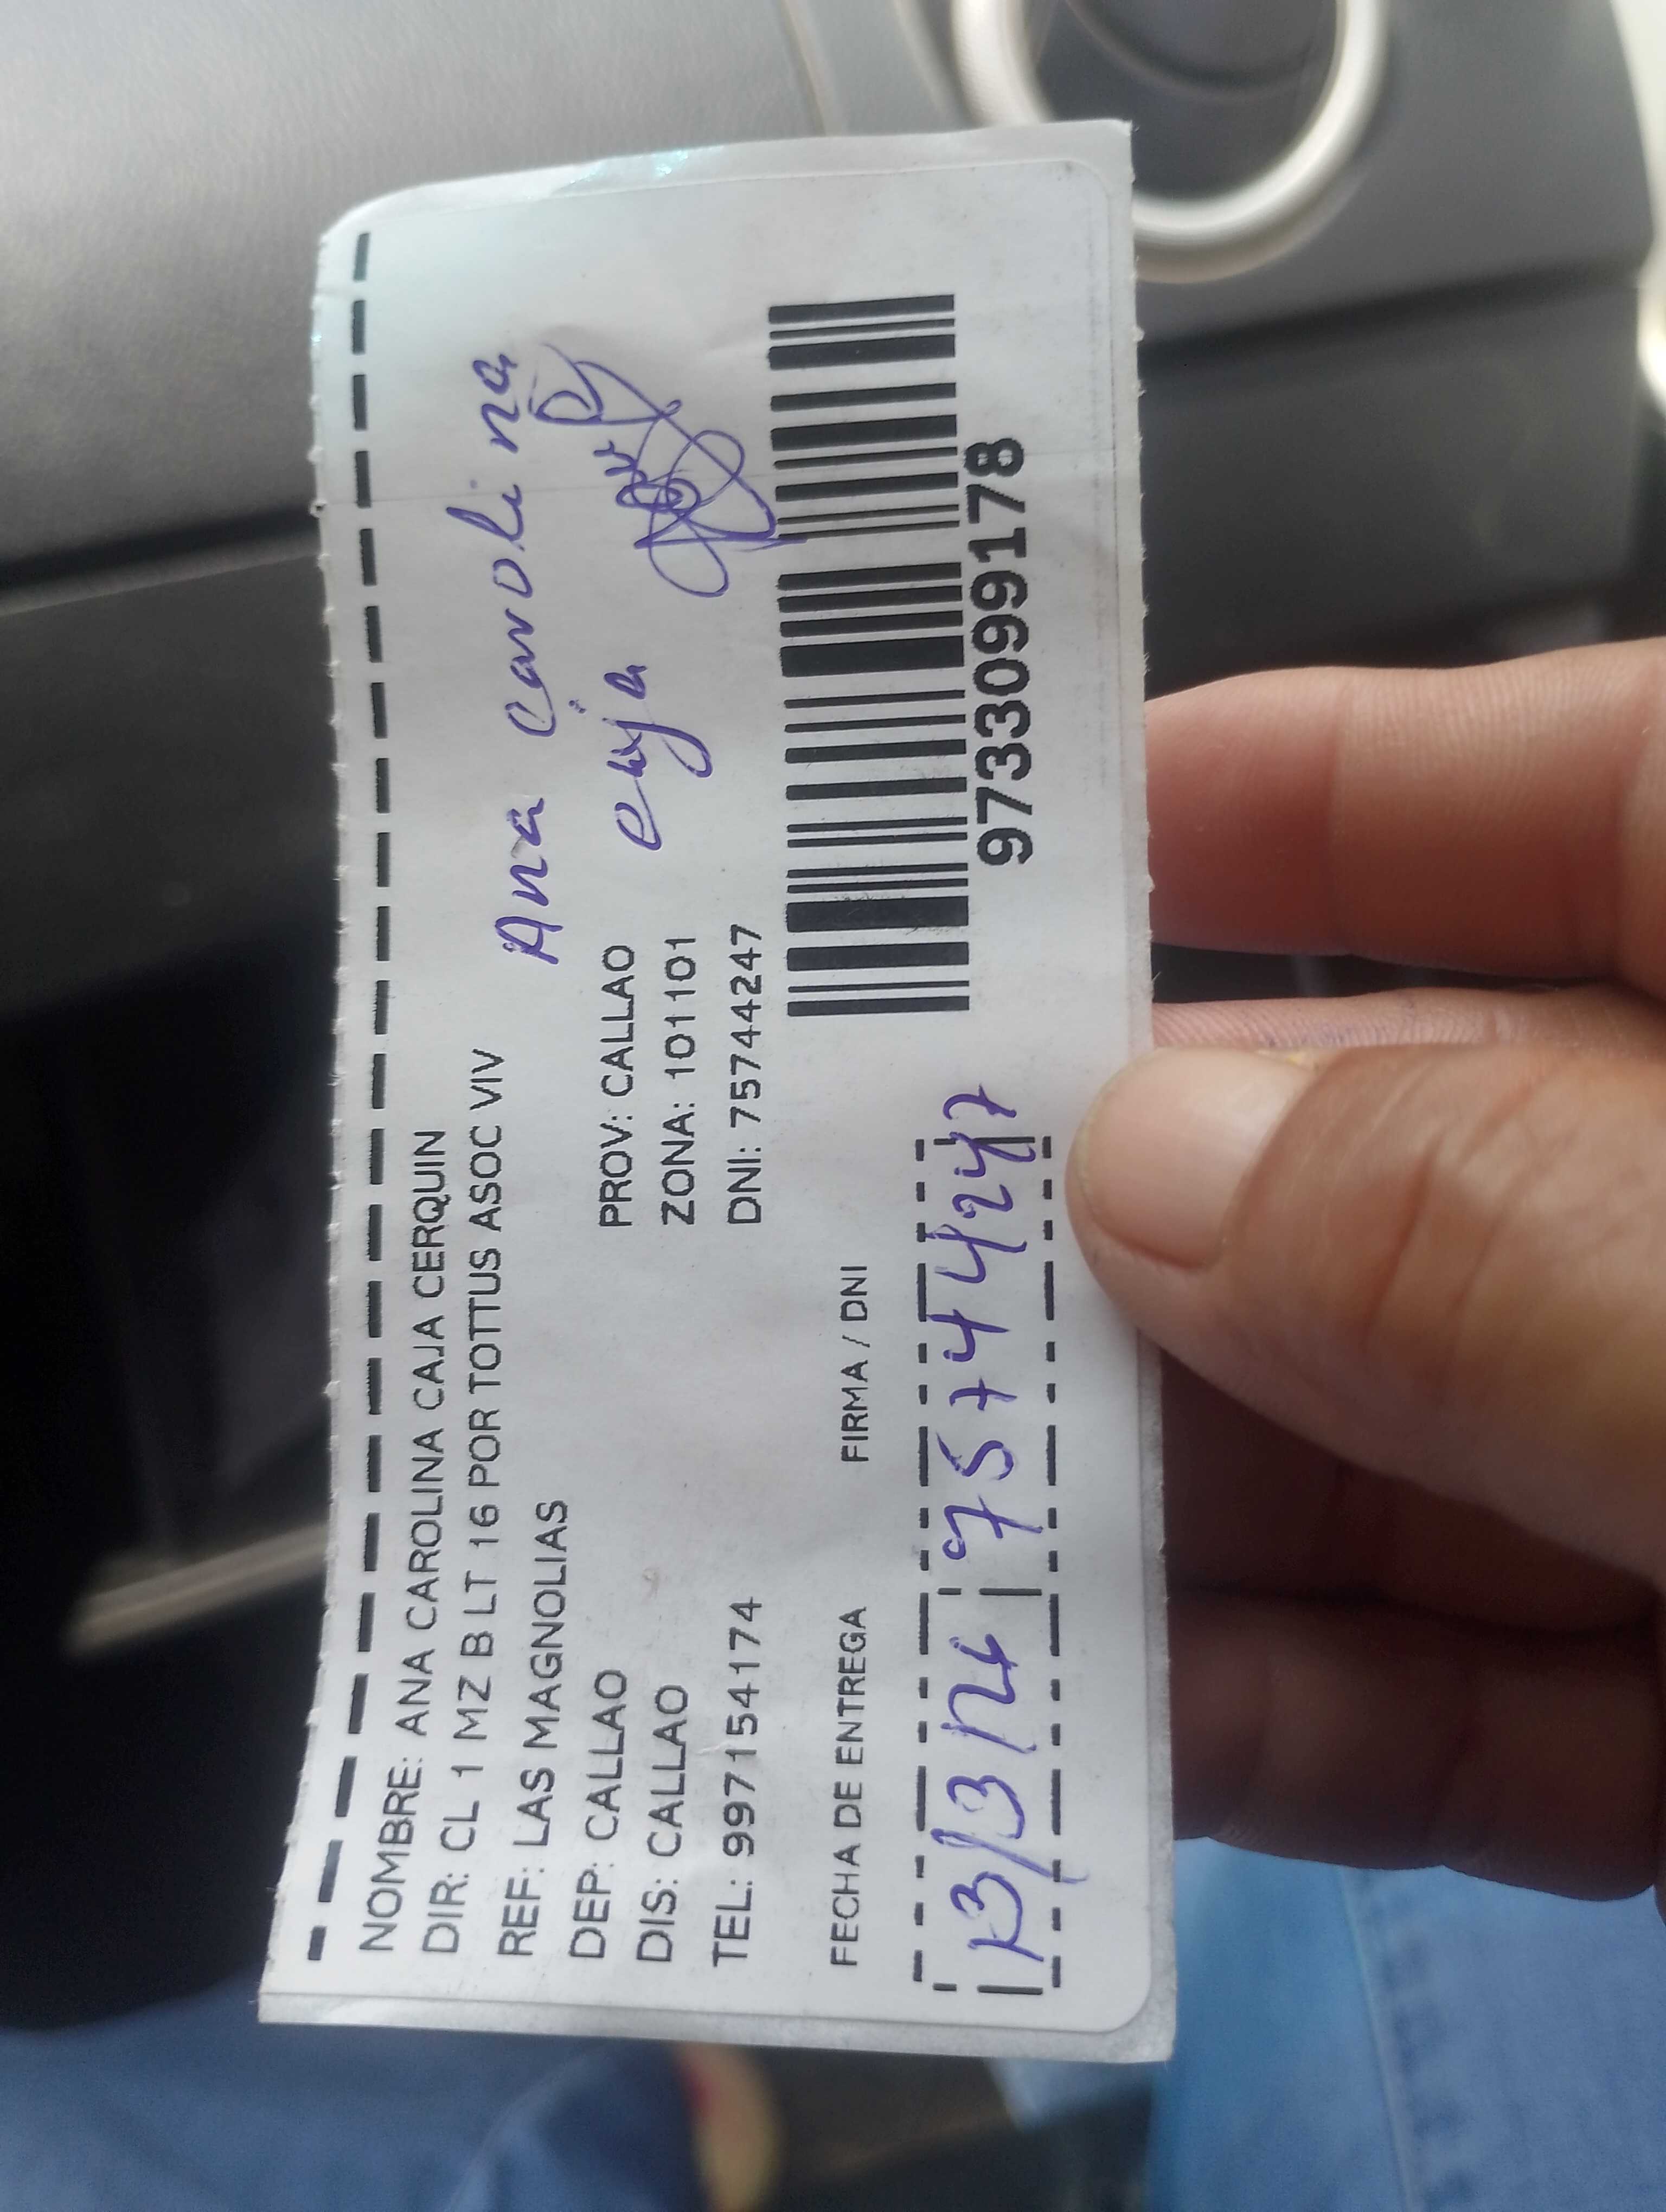 NOMBRE: ANA CAROLINA CAJA CERQUIN
DIR: CL 1 MZ B LT 16 POR TOTTUS ASOC VIV
REF: LAS MAGNOLIAS
Ana Carolina
DEP: CALLAO PROV: CALLAO
caja
DIS: CALLAO ZONA: 101101
TEL: 997154174 DNI: 75744247
FECHA DE ENTREGA FIRMA / DNI
13/3/24 75744247
9733099178